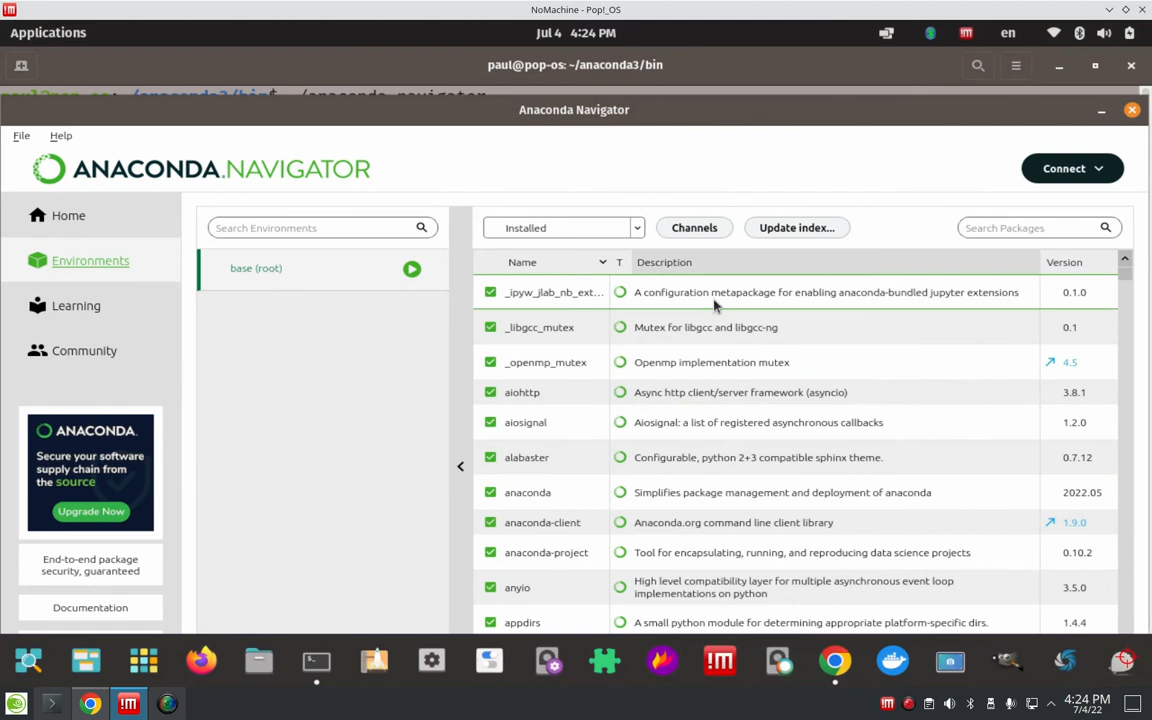 NoMachine - Pop!_OS
Applications
Jul 4 4:24 PM
en
paul@pop-os: ~/anaconda3/bin
Anaconda Navigator
File Help
ANACONDA.NAVIGATOR
Connect
Home
Environments
Learning
Community
ANACONDA.
Secure your software
supply chain from
the source
Upgrade Now
End-to-end package
security, guaranteed
Documentation
Search Environments
base (root)
Installed
Channels
Update index...
Search Packages
Name T Description Version
_ipyw_jlab_nb_ext... A configuration metapackage for enabling anaconda-bundled jupyter extensions 0.1.0
_libgcc_mutex Mutex for libgcc and libgcc-ng 0.1
_openmp_mutex Openmp implementation mutex 4.5
aiohttp Async http client/server framework (asyncio) 3.8.1
aiosignal Aiosignal: a list of registered asynchronous callbacks 1.2.0
alabaster Configurable, python 2+3 compatible sphinx theme. 0.7.12
anaconda Simplifies package management and deployment of anaconda 2022.05
anaconda-client Anaconda.org command line client library 1.9.0
anaconda-project Tool for encapsulating, running, and reproducing data science projects 0.10.2
anyio High level compatibility layer for multiple asynchronous event loop implementations on python 3.5.0
appdirs A small python module for determining appropriate platform-specific dirs. 1.4.4
4:24 PM
7/4/22